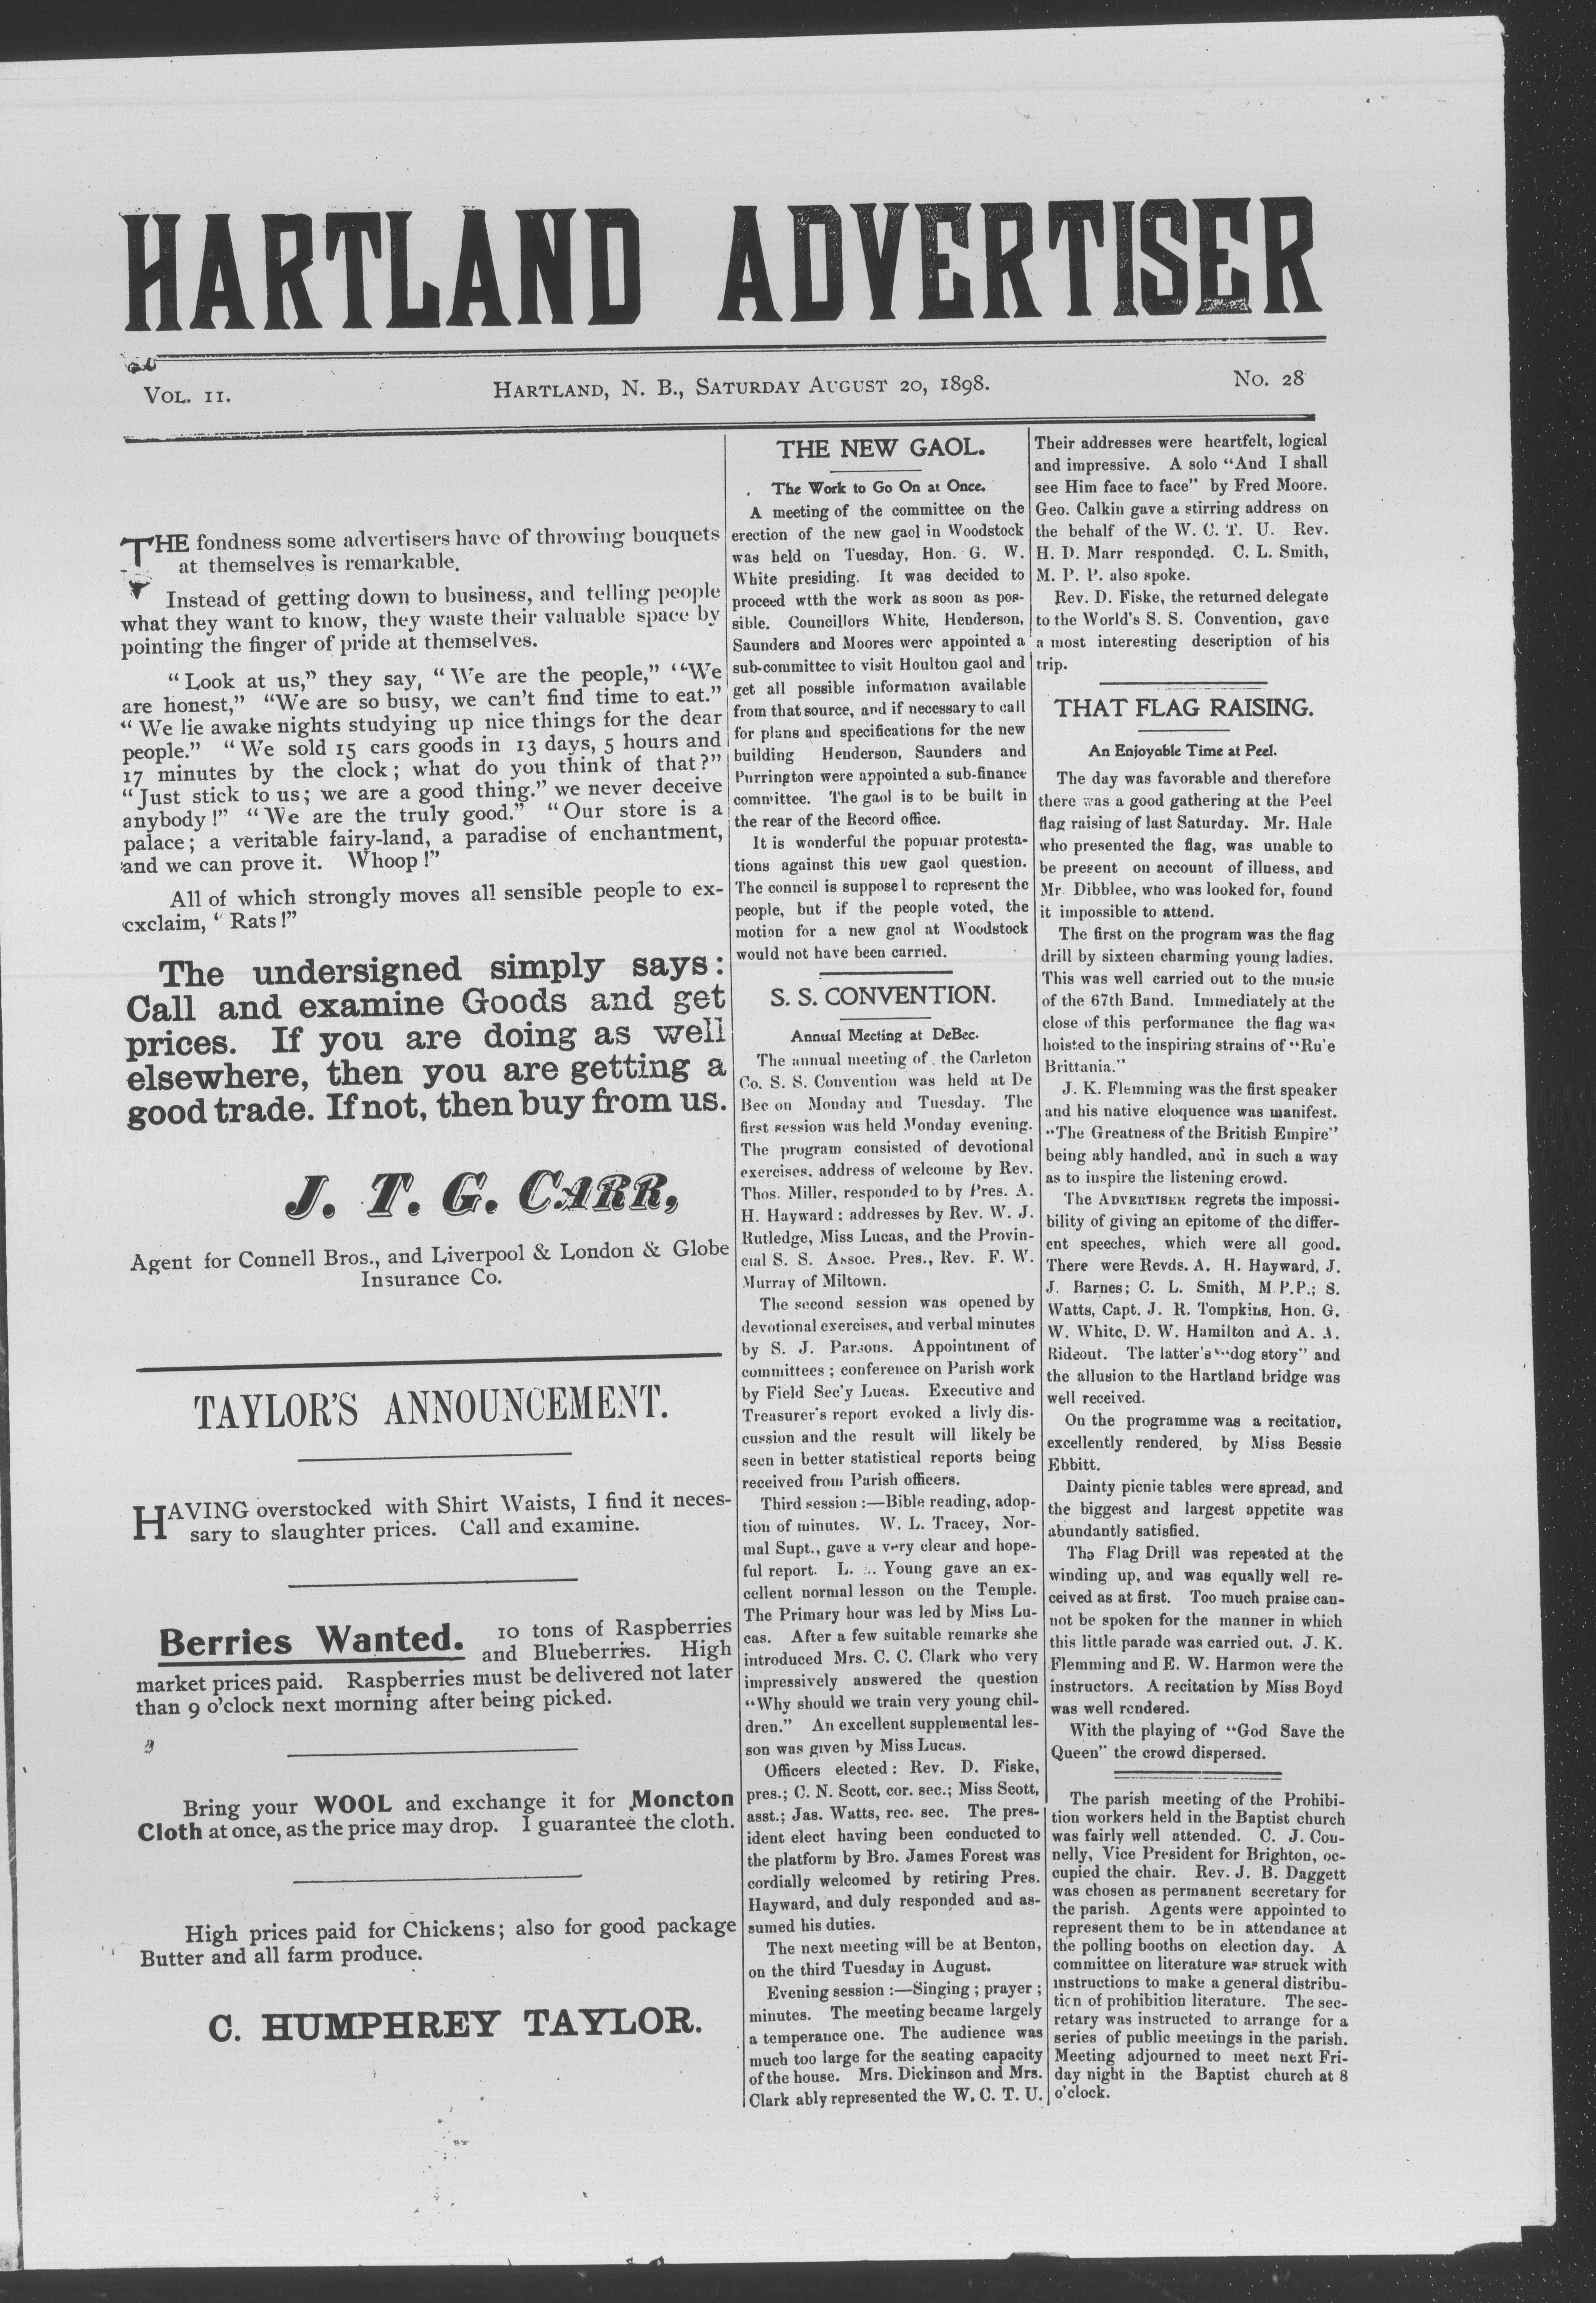 HARTLAND ADVERTISER
VOL. 11.
HARTLAND, N. B., SATURDAY AUGUST 20, 1898.
No. 28
THE fondness some advertisers have of throwing bouquets
at themselves is remarkable.
Instead of getting down to business, and telling people
what they want to know, they waste their valuable space by
pointing the finger of pride at themselves.
"Look at us," they say, "We are the people," "We
are honest," "We are so busy, we can't find time to eat."
"We lie awake nights studying up nice things for the dear
people." "We sold 15 cars goods in 13 days, 5 hours and
17 minutes by the clock; what do you think of that?"
"Just stick to us; we are a good thing." we never deceive
anybody!" "We are the truly good." "Our store is a
palace; a veritable fairy-land, a paradise of enchantment,
and we can prove it. Whoop!"
All of which strongly moves all sensible people to ex-
cxclaim, "Rats!"
The undersigned simply says:
Call and examine Goods and get
prices. If you are doing as well
elsewhere, then you are getting a
good trade. If not, then buy from us.
J. T. G. CARR,
Agent for Connell Bros., and Liverpool & London & Globe
Insurance Co.
TAYLOR'S ANNOUNCEMENT.
HAVING overstocked with Shirt Waists, I find it neces-
sary to slaughter prices. Call and examine.
Berries Wanted. 10 tons of Raspberries
and Blueberries. High
market prices paid. Raspberries must be delivered not later
than 9 o'clock next morning after being picked.
Bring your WOOL and exchange it for Moncton
Cloth at once, as the price may drop. I guarantee the cloth.
High prices paid for Chickens; also for good package
Butter and all farm produce.
C. HUMPHREY TAYLOR.
THE NEW GAOL.
The Work to Go On at Once.
A meeting of the committee on the
erection of the new gaol in Woodstock
was held on Tuesday, Hon. G. W.
White presiding. It was decided to
proceed wtth the work as soon as pos-
sible. Councillors White, Henderson,
Saunders and Moores were appointed a
sub-committee to visit Houlton gaol and
get all possible information available
from that source, and if necessary to call
for plans and specifications for the new
building Henderson, Saunders and
Purrington were appointed a sub-finance
committee. The gaol is to be built in
the rear of the Record office.
It is wonderful the popular protesta-
tions against this new gaol question.
The conncil is supposel to represent the
people, but if the people voted, the
motion for a new gaol at Woodstock
would not have been carried.
S. S. CONVENTION.
Annual Meeting at DeBec.
The annual meeting of the Carleton
Co. S. S. Convention was held at De
Bec on Monday and Tuesday. The
first session was held Monday evening.
The program consisted of devotional
exercises, address of welcome by Rev.
Thos. Miller, responded to by Pres. A.
H. Hayward: addresses by Rev. W. J.
Rutledge, Miss Lucas, and the Provin-
cial S. S. Assoc. Pres., Rev. F. W.
Murray of Miltown.
The second session was opened by
devotional exercises, and verbal minutes
by S. J. Parsons. Appointment of
committees; conference on Parish work
by Field Sec'y Lucas. Executive and
Treasurer's report evoked a livly dis-
cussion and the result will likely be
seen in better statistical reports being
received from Parish officers.
Third session:—Bible reading, adop-
tion of minutes. W. L. Tracey, Nor-
mal Supt., gave a very clear and hope-
ful report. L. Young gave an ex-
cellent normal lesson on the Temple.
The Primary hour was led by Miss Lu-
cas. After a few suitable remarks she
introduced Mrs. C. C. Clark who very
impressively answered the question
"Why should we train very young chil-
dren." An excellent supplemental les-
son was given by Miss Lucas.
Officers elected: Rev. D. Fiske,
pres.; C. N. Scott, cor. sec.; Miss Scott,
asst.; Jas. Watts, rec. sec. The pres-
ident elect having been conducted to
the platform by Bro. James Forest was
cordially welcomed by retiring Pres.
Hayward, and duly responded and as-
sumed his duties.
The next meeting will be at Benton,
on the third Tuesday in August.
Evening session:—Singing; prayer;
minutes. The meeting became largely
a temperance one. The audience was
much too large for the seating capacity
of the house. Mrs. Dickinson and Mrs.
Clark ably represented the W. C. T. U.
Their addresses were heartfelt, logical
and impressive. A solo "And I shall
see Him face to face" by Fred Moore.
Geo. Calkin gave a stirring address on
the behalf of the W. C. T. U. Rev.
H. D. Marr responded. C. L. Smith,
M. P. P. also spoke.
Rev. D. Fiske, the returned delegate
to the World's S. S. Convention, gave
a most interesting description of his
trip.
THAT FLAG RAISING.
An Enjoyable Time at Peel.
The day was favorable and therefore
there was a good gathering at the Peel
flag raising of last Saturday. Mr. Hale
who presented the flag, was unable to
be present on account of illness, and
Mr. Dibblee, who was looked for, found
it impossible to attend.
The first on the program was the flag
drill by sixteen charming young ladies.
This was well carried out to the music
of the 67th Band. Immediately at the
close of this performance the flag was
hoisted to the inspiring strains of "Ru'e
Brittania."
J. K. Flemming was the first speaker
and his native eloquence was manifest.
"The Greatness of the British Empire"
being ably handled, and in such a way
as to inspire the listening crowd.
The ADVERTISER regrets the impossi-
bility of giving an epitome of the differ-
ent speeches, which were all good.
There were Revds. A. H. Hayward, J.
J. Barnes; C. L. Smith, M.P.P.; S.
Watts, Capt. J. R. Tompkins, Hon. G.
W. White, D. W. Hamilton and A. A.
Rideout. The latter's "dog story" and
the allusion to the Hartland bridge was
well received.
On the programme was a recitation,
excellently rendered, by Miss Bessie
Ebbitt.
Dainty picnic tables were spread, and
the biggest and largest appetite was
abundantly satisfied.
The Flag Drill was repeated at the
winding up, and was equally well re-
ceived as at first. Too much praise can-
not be spoken for the manner in which
this little parade was carried out. J. K.
Flemming and E. W. Harmon were the
instructors. A recitation by Miss Boyd
was well rendered.
With the playing of "God Save the
Queen" the crowd dispersed.
The parish meeting of the Prohibi-
tion workers held in the Baptist church
was fairly well attended. C. J. Con-
nelly, Vice President for Brighton, oc-
cupied the chair. Rev. J. B. Daggett
was chosen as permanent secretary for
the parish. Agents were appointed to
represent them to be in attendance at
the polling booths on election day. A
committee on literature was struck with
instructions to make a general distribu-
tion of prohibition literature. The sec-
retary was instructed to arrange for a
series of public meetings in the parish.
Meeting adjourned to meet next Fri-
day night in the Baptist church at 8
o'clock.